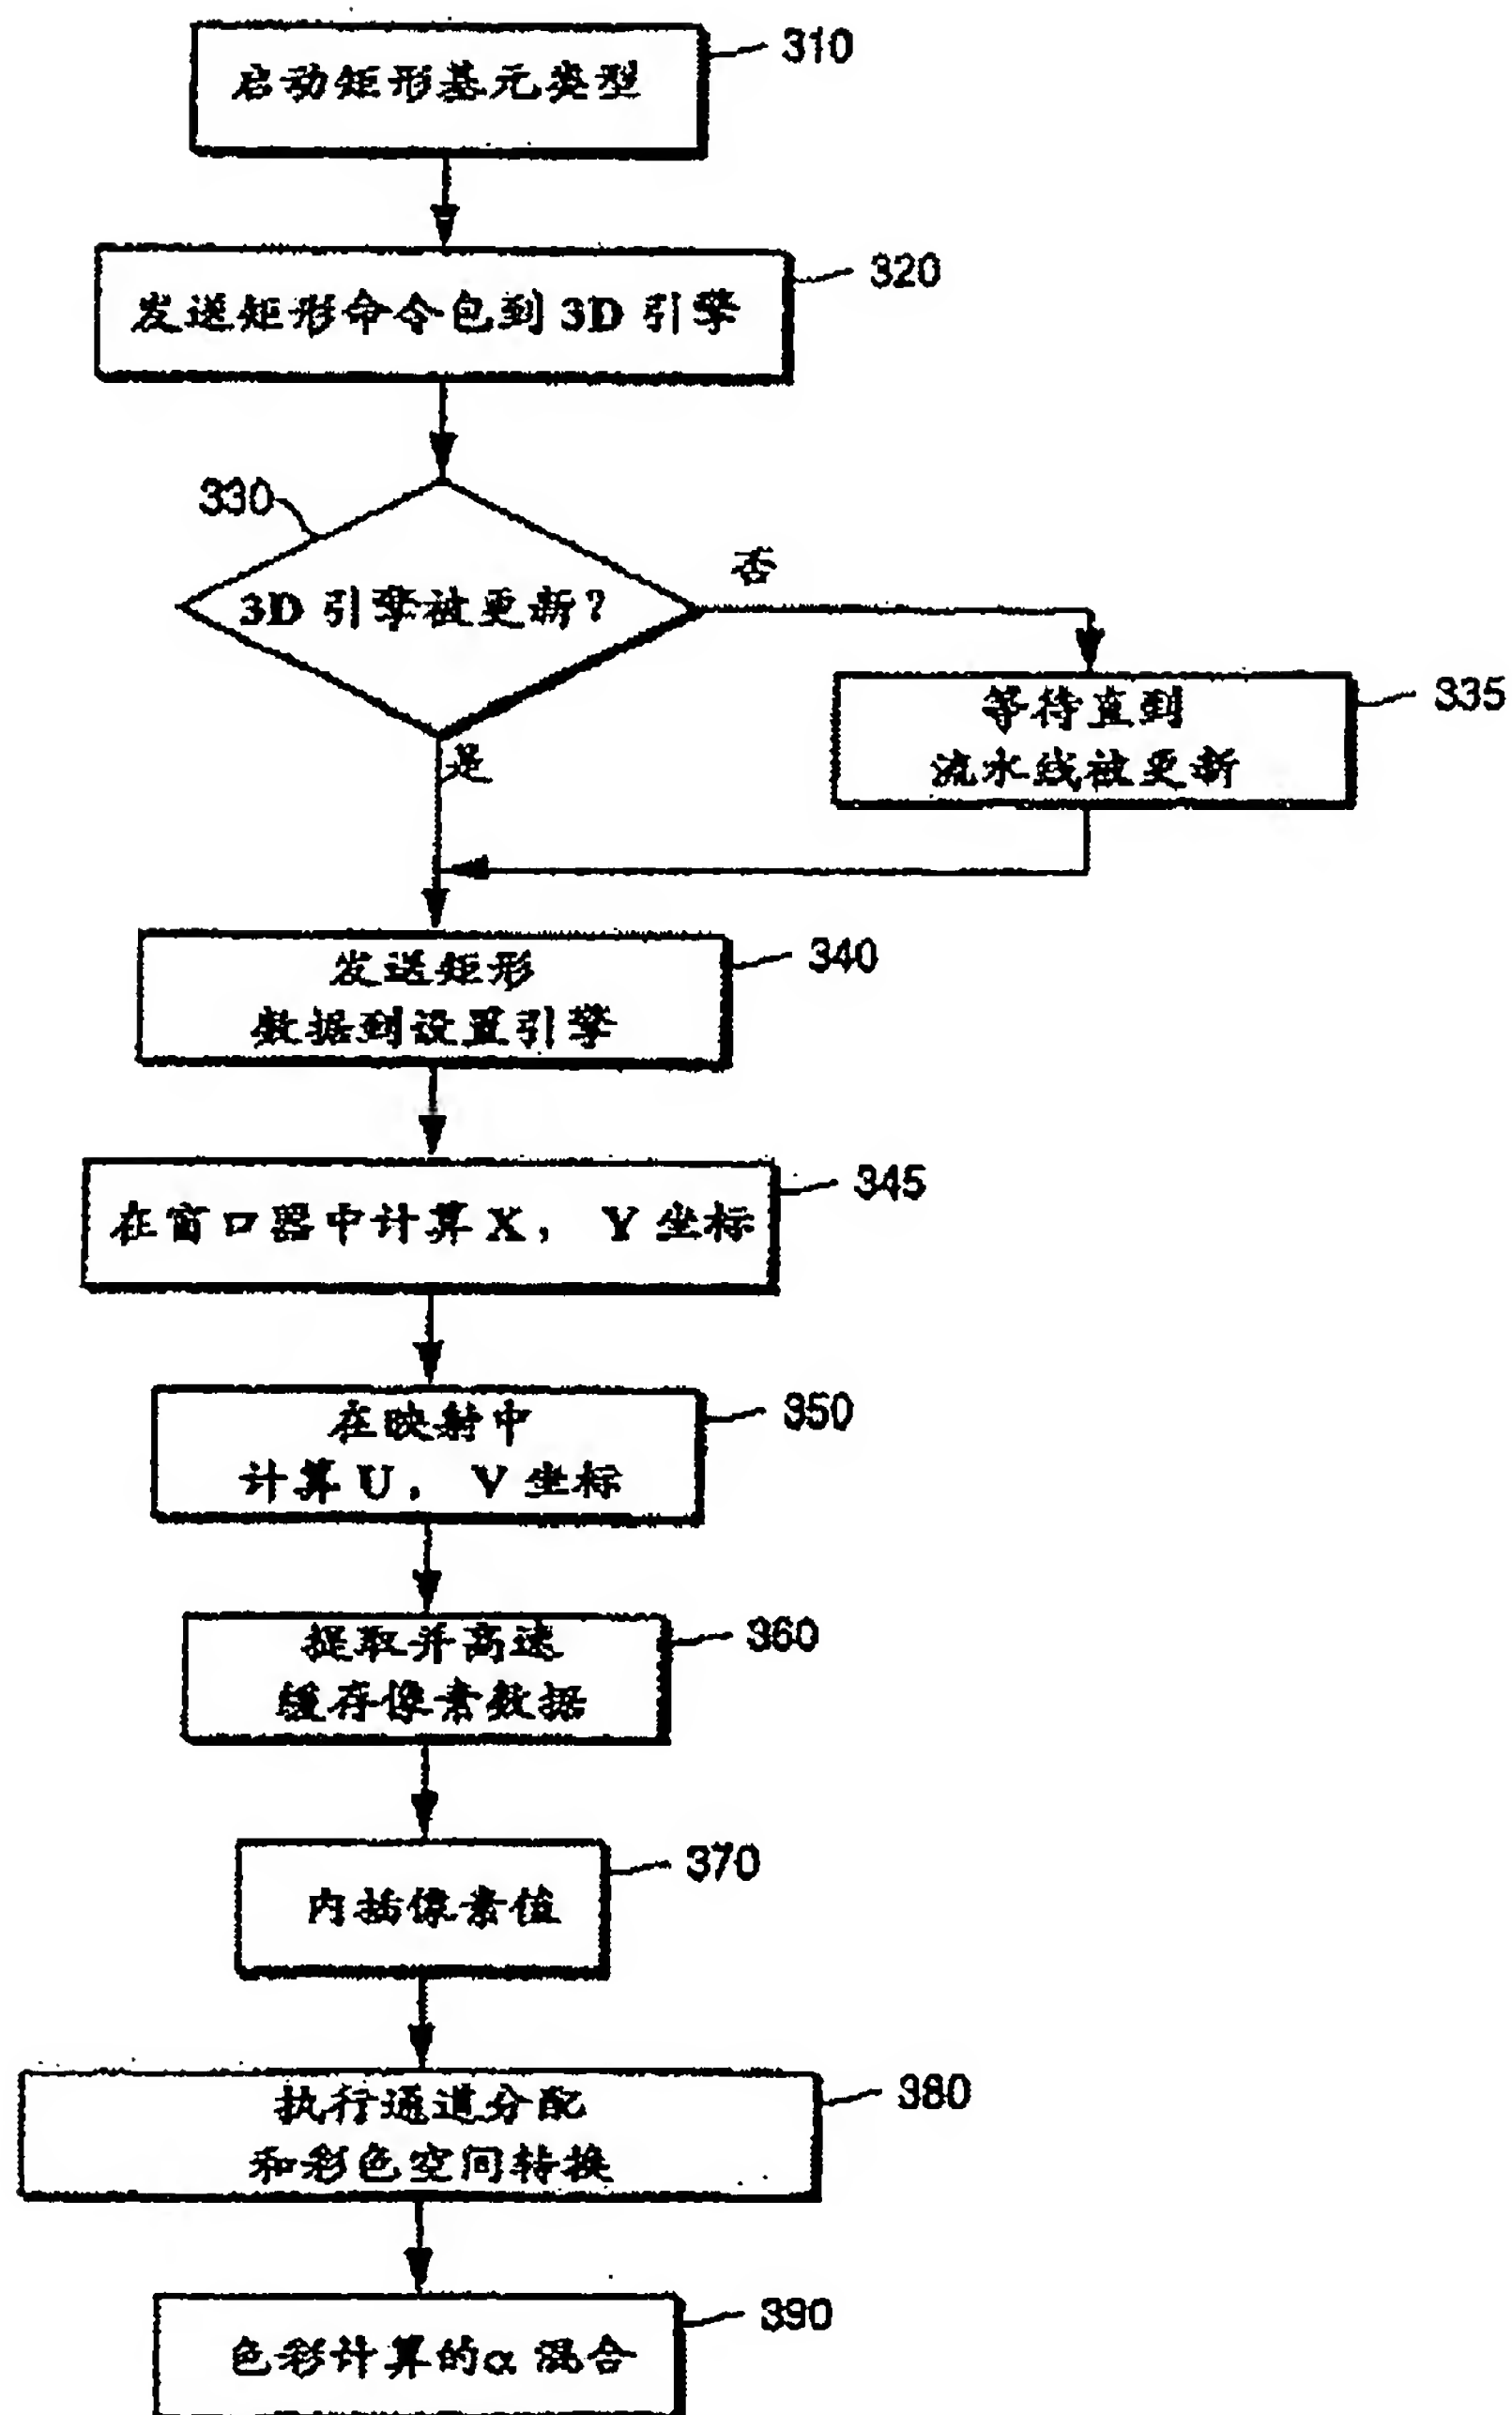 310
启动矩形基元类型
320
发送矩形命令包到 3D 引擎
330
3D 引擎被更新?
否
是
等待直到
流水线被更新
335
发送矩形
数据到设置引擎
340
在窗口器中计算 X, Y 坐标
345
在映射中
计算 U, V 坐标
350
提取并高速
缓存像素数据
360
内插像素值
370
执行通道分配
和彩色空间转换
380
色彩计算的α 混合
390